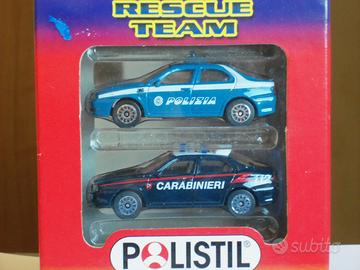 RESCUE
TEAM
POLIZIA
112
CARABINIERI
POLISTIL®
subito